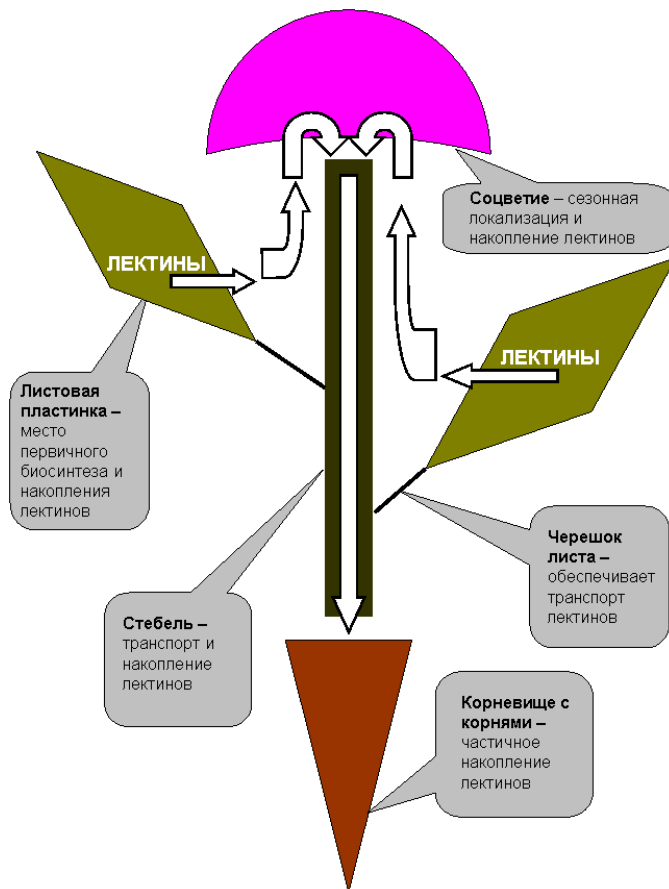 Соцветие – сезонная
локализация и
накопление лектинов
ЛЕКТИНЫ
ЛЕКТИНЫ
Листовая
пластинка –
место
первичного
биосинтеза и
накопления
лектинов
Черешок
листа –
обеспечивает
транспорт
лектинов
Стебель –
транспорт и
накопление
лектинов
Корневище с
корнями –
частичное
накопление
лектинов